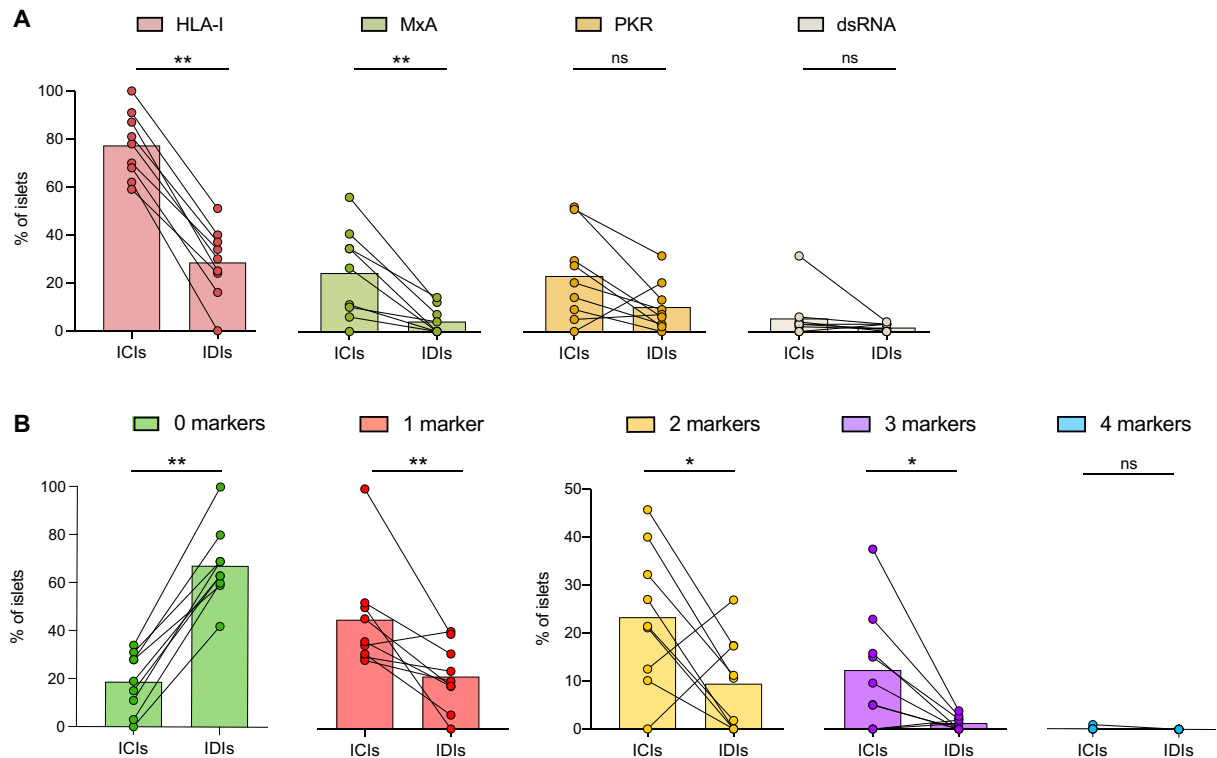 A
HLA-I
MxA
PKR
dsRNA
**
**
ns
ns
% of islets
100
80
60
40
20
0
ICIs
IDIs
ICIs
IDIs
ICIs
IDIs
ICIs
IDIs
B
0 markers
1 marker
2 markers
3 markers
4 markers
**
**
*
*
ns
% of islets
100
80
60
40
20
0
% of islets
50
40
30
20
10
0
ICIs
IDIs
ICIs
IDIs
ICIs
IDIs
ICIs
IDIs
ICIs
IDIs